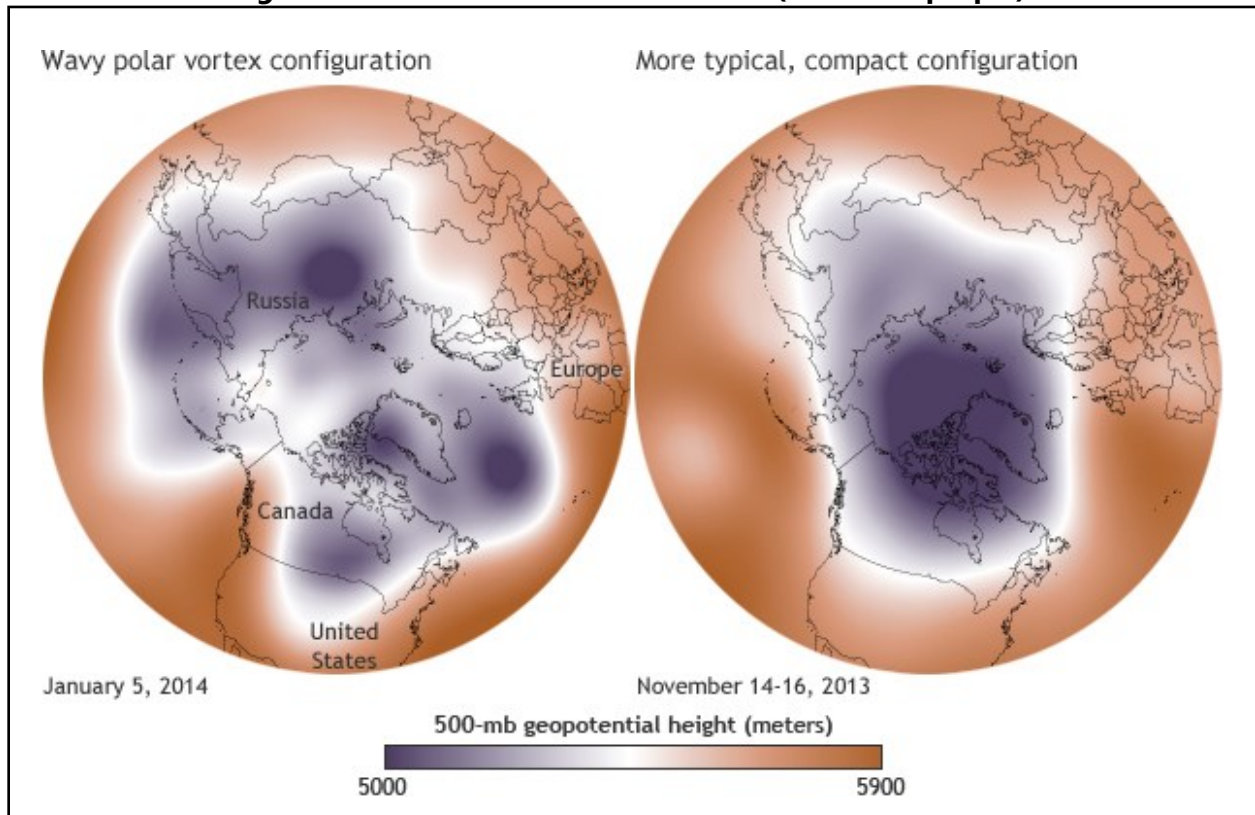 Wavy polar vortex configuration
More typical, compact configuration
Russia
Europe
Canada
United
States
January 5, 2014
November 14-16, 2013
500-mb geopotential height (meters)
5000
5900